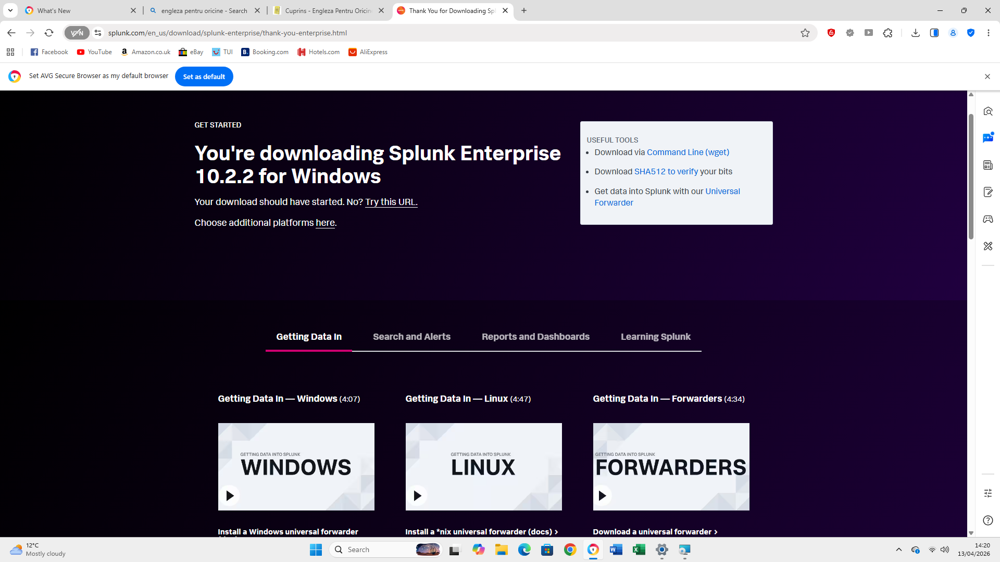 What's New
engleza pentru oricine - Search
Cuprins - Engleza Pentru Oricin
Thank You for Downloading Spl
VPN
splunk.com/en_us/download/splunk-enterprise/thank-you-enterprise.html
Facebook
YouTube
Amazon.co.uk
eBay
TUI
Booking.com
Hotels.com
AliExpress
Set AVG Secure Browser as my default browser
Set as default
GET STARTED
You're downloading Splunk Enterprise
10.2.2 for Windows
Your download should have started. No? Try this URL.
Choose additional platforms here.
USEFUL TOOLS
• Download via Command Line (wget)
• Download SHA512 to verify your bits
• Get data into Splunk with our Universal
Forwarder
Getting Data In
Search and Alerts
Reports and Dashboards
Learning Splunk
Getting Data In — Windows (4:07)
Getting Data In — Linux (4:47)
Getting Data In — Forwarders (4:34)
GETTING DATA INTO SPLUNK
WINDOWS
GETTING DATA INTO SPLUNK
LINUX
GETTING DATA INTO SPLUNK
FORWARDERS
Install a Windows universal forwarder
Install a *nix universal forwarder (docs) ›
Download a universal forwarder ›
12°C
Mostly cloudy
Search
14:20
13/04/2026